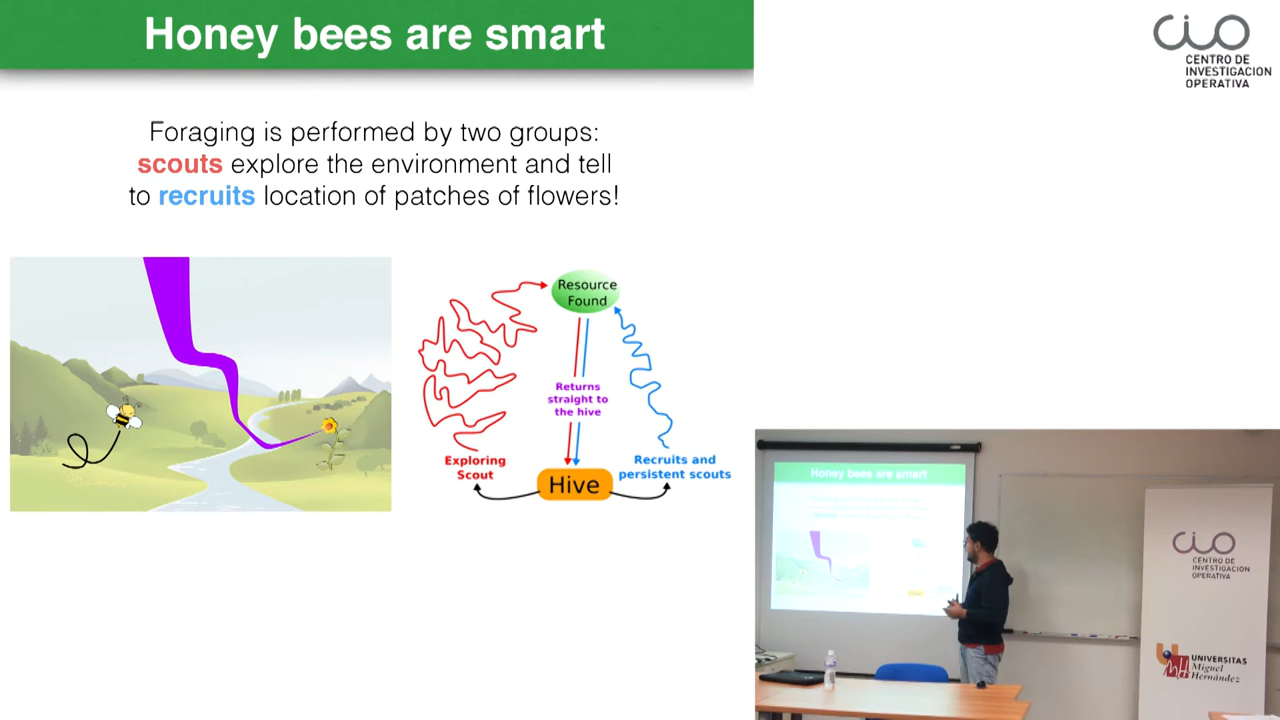 Honey bees are smart
Foraging is performed by two groups:
scouts explore the environment and tell
to recruits location of patches of flowers!
Resource
Found
Returns
straight to
the hive
Exploring
Scout
Hive
Recruits and
persistent scouts
CIO
CENTRO DE
INVESTIGACION
OPERATIVA
Honey bees are smart
CIO
CENTRO DE
INVESTIGACION
OPERATIVA
UNIVERSITAS
Miguel
Hernández